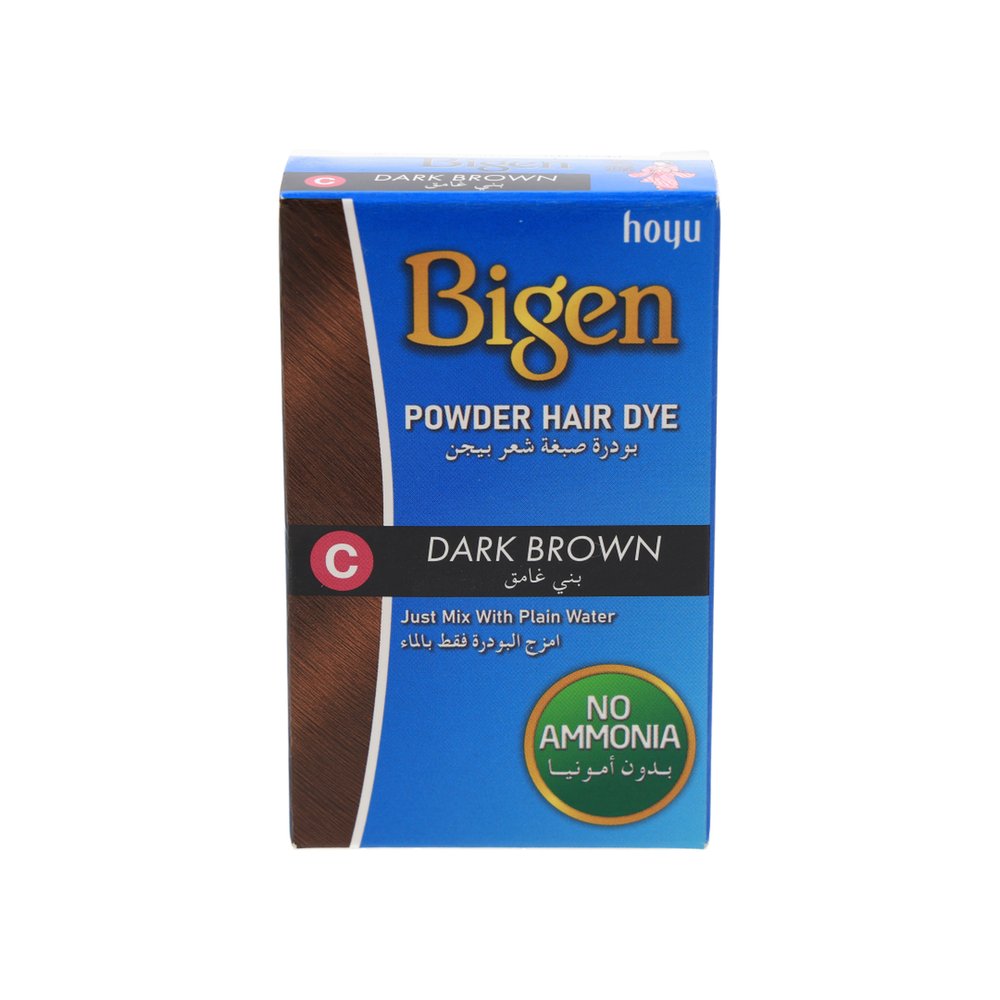 Bigen
C DARK BROWN
بني غامق
hoyu
Bigen
POWDER HAIR DYE
بودرة صبغة شعر بيجن
C DARK BROWN
بني غامق
Just Mix With Plain Water
امزج البودرة فقط بالماء
NO
AMMONIA
بدون أمونيا